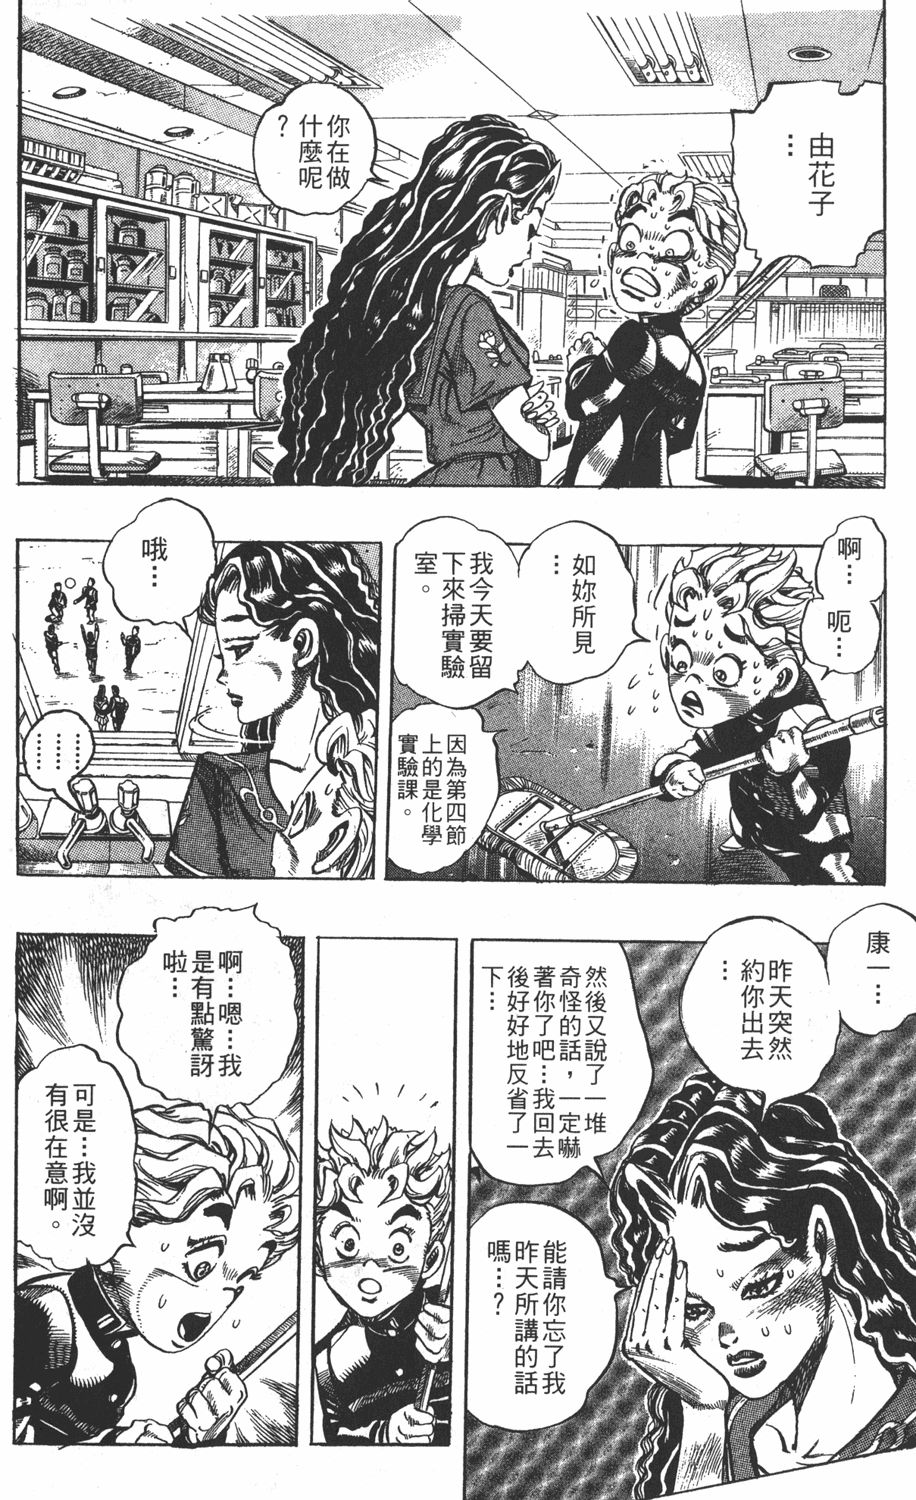 由花子
…
你在做
什麼呢
？
啊…
呃…
如妳所見
…
我今天要留
下來掃實驗
室。
因為第四節
上的是化學
實驗課。
哦…
………
………
康一…
昨天突然
約你出去
…
然後又說了一堆
奇怪的話，一定嚇
著你了吧…我回去
後好好地反省了一
下…
能請你忘了我
昨天所講的話
嗎…？
啊…嗯…我
是有點驚訝
啦…
可是…我並沒
有很在意啊。